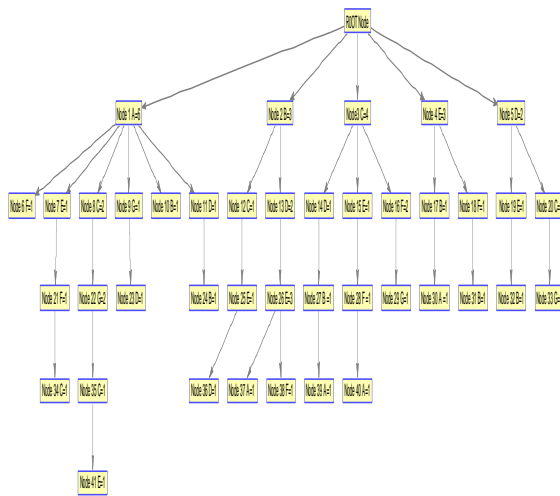 ROOT Node
Node 1 A=6
Node 2 B=3
Node3 C=4
Node 4 E=3
Node 5 D=2
Node 6 F=1
Node 7 E=1
Node 8 C=2
Node 9 G=1
Node 10 B=1
Node 11 D=1
Node 12 C=1
Node 13 D=2
Node 14 D=1
Node 15 E=1
Node 16 F=2
Node 17 B=1
Node 18 F=1
Node 19 E=1
Node 20 C=
Node 21 F=1
Node 22 G=2
Node 23 D=1
Node 24 B=1
Node 25 E=1
Node 26 E=3
Node 27 B =1
Node 28 F =1
Node 29 G=1
Node 30 A =1
Node 31 B=1
Node 32 B=1
Node 33 G=
Node 34 C=1
Node 35 C=1
Node 36 D=1
Node 37 A=1
Node 38 F=1
Node 39 A=1
Node 40 A=1
Node 41 E=1